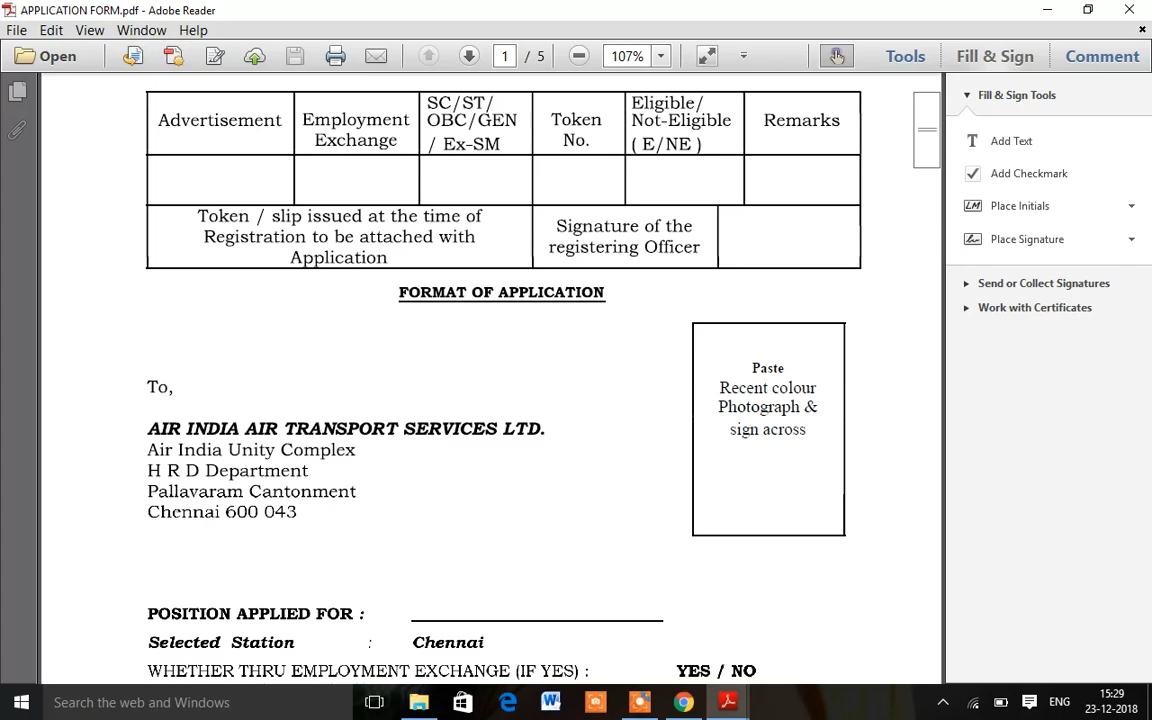 APPLICATION FORM.pdf - Adobe Reader
File Edit View Window Help
Open 1 / 5 107% Tools Fill & Sign Comment
Advertisement
Employment
Exchange
SC/ST/
OBC/GEN
/ Ex-SM
Token
No.
Eligible/
Not-Eligible
( E/NE )
Remarks
Token / slip issued at the time of
Registration to be attached with
Application
Signature of the
registering Officer
FORMAT OF APPLICATION
Paste
Recent colour
Photograph &
sign across
To,
AIR INDIA AIR TRANSPORT SERVICES LTD.
Air India Unity Complex
H R D Department
Pallavaram Cantonment
Chennai 600 043
POSITION APPLIED FOR :
Selected Station : Chennai
WHETHER THRU EMPLOYMENT EXCHANGE (IF YES) : YES / NO
Fill & Sign Tools
T Add Text
Add Checkmark
LM Place Initials
Place Signature
Send or Collect Signatures
Work with Certificates
Search the web and Windows
ENG
15:29
23-12-2018